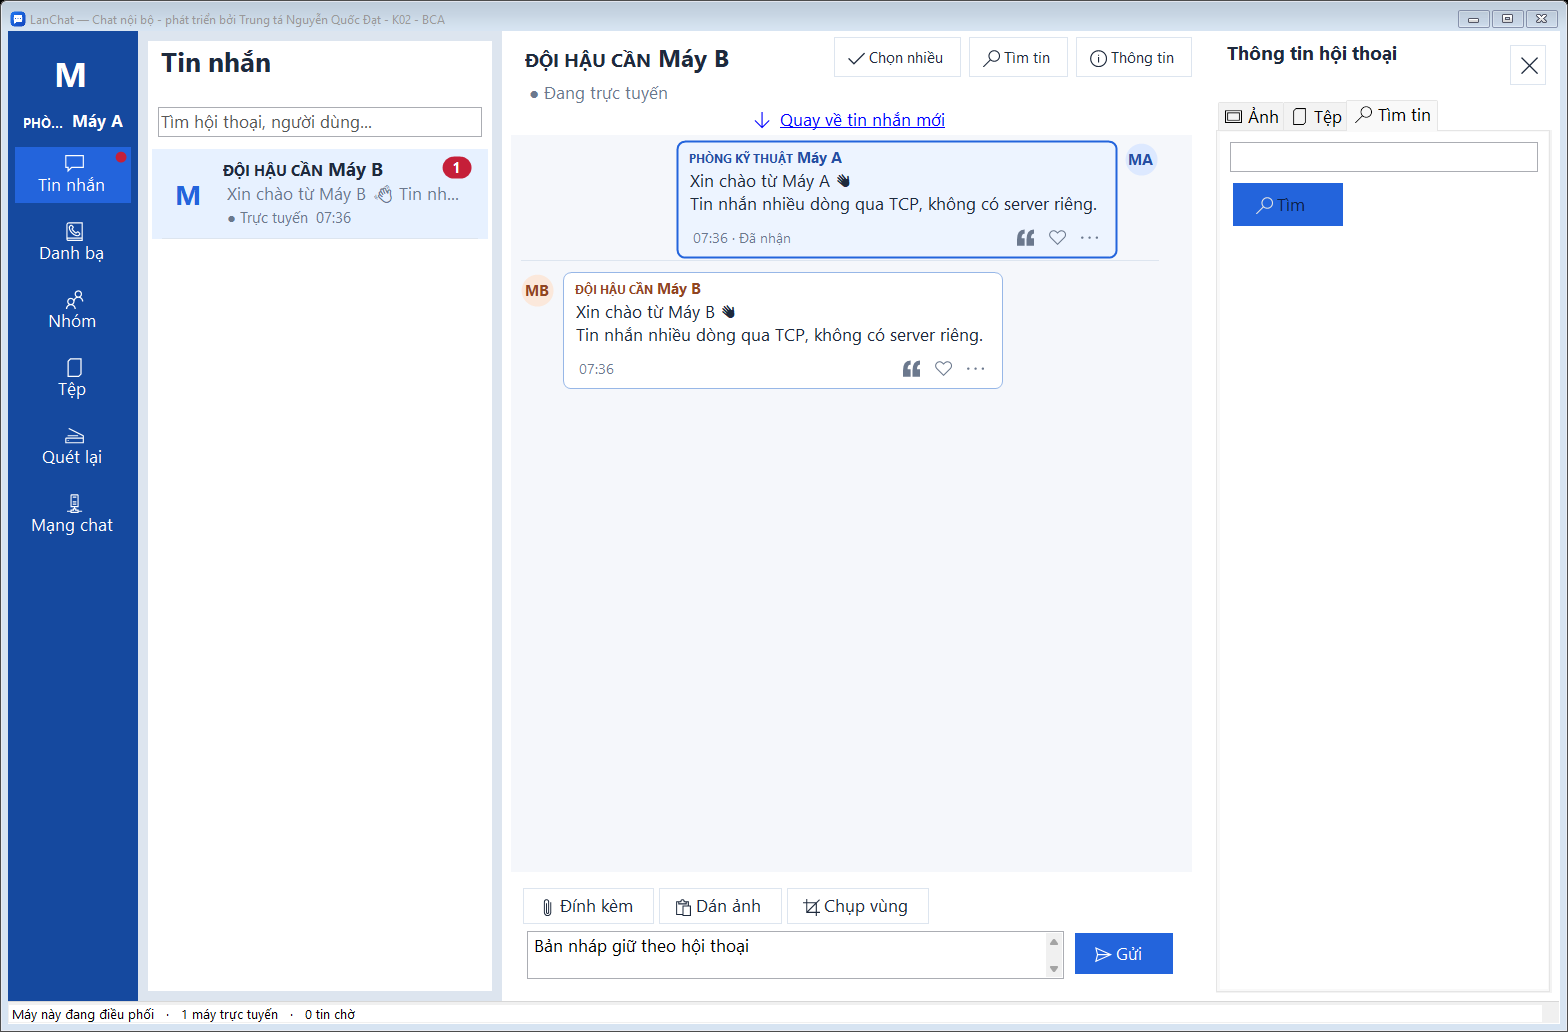 LanChat — Chat nội bộ - phát triển bởi Trung tá Nguyễn Quốc Đạt - K02 - BCA
M
PHÒ... Máy A
Tin nhắn
Danh bạ
Nhóm
Tệp
Quét lại
Mạng chat
Tin nhắn
Tìm hội thoại, người dùng...
M
ĐỘI HẬU CẦN Máy B
1
Xin chào từ Máy B 👋 Tin nh...
● Trực tuyến 07:36
ĐỘI HẬU CẦN Máy B
● Đang trực tuyến
Chọn nhiều
Tìm tin
Thông tin
Quay về tin nhắn mới
PHÒNG KỸ THUẬT Máy A
MA
Xin chào từ Máy A 👋
Tin nhắn nhiều dòng qua TCP, không có server riêng.
07:36 · Đã nhận
MB
ĐỘI HẬU CẦN Máy B
Xin chào từ Máy B 👋
Tin nhắn nhiều dòng qua TCP, không có server riêng.
07:36
Đính kèm
Dán ảnh
Chụp vùng
Bản nháp giữ theo hội thoại
Gửi
Thông tin hội thoại
Ảnh
Tệp
Tìm tin
Tìm
Máy này đang điều phối · 1 máy trực tuyến · 0 tin chờ